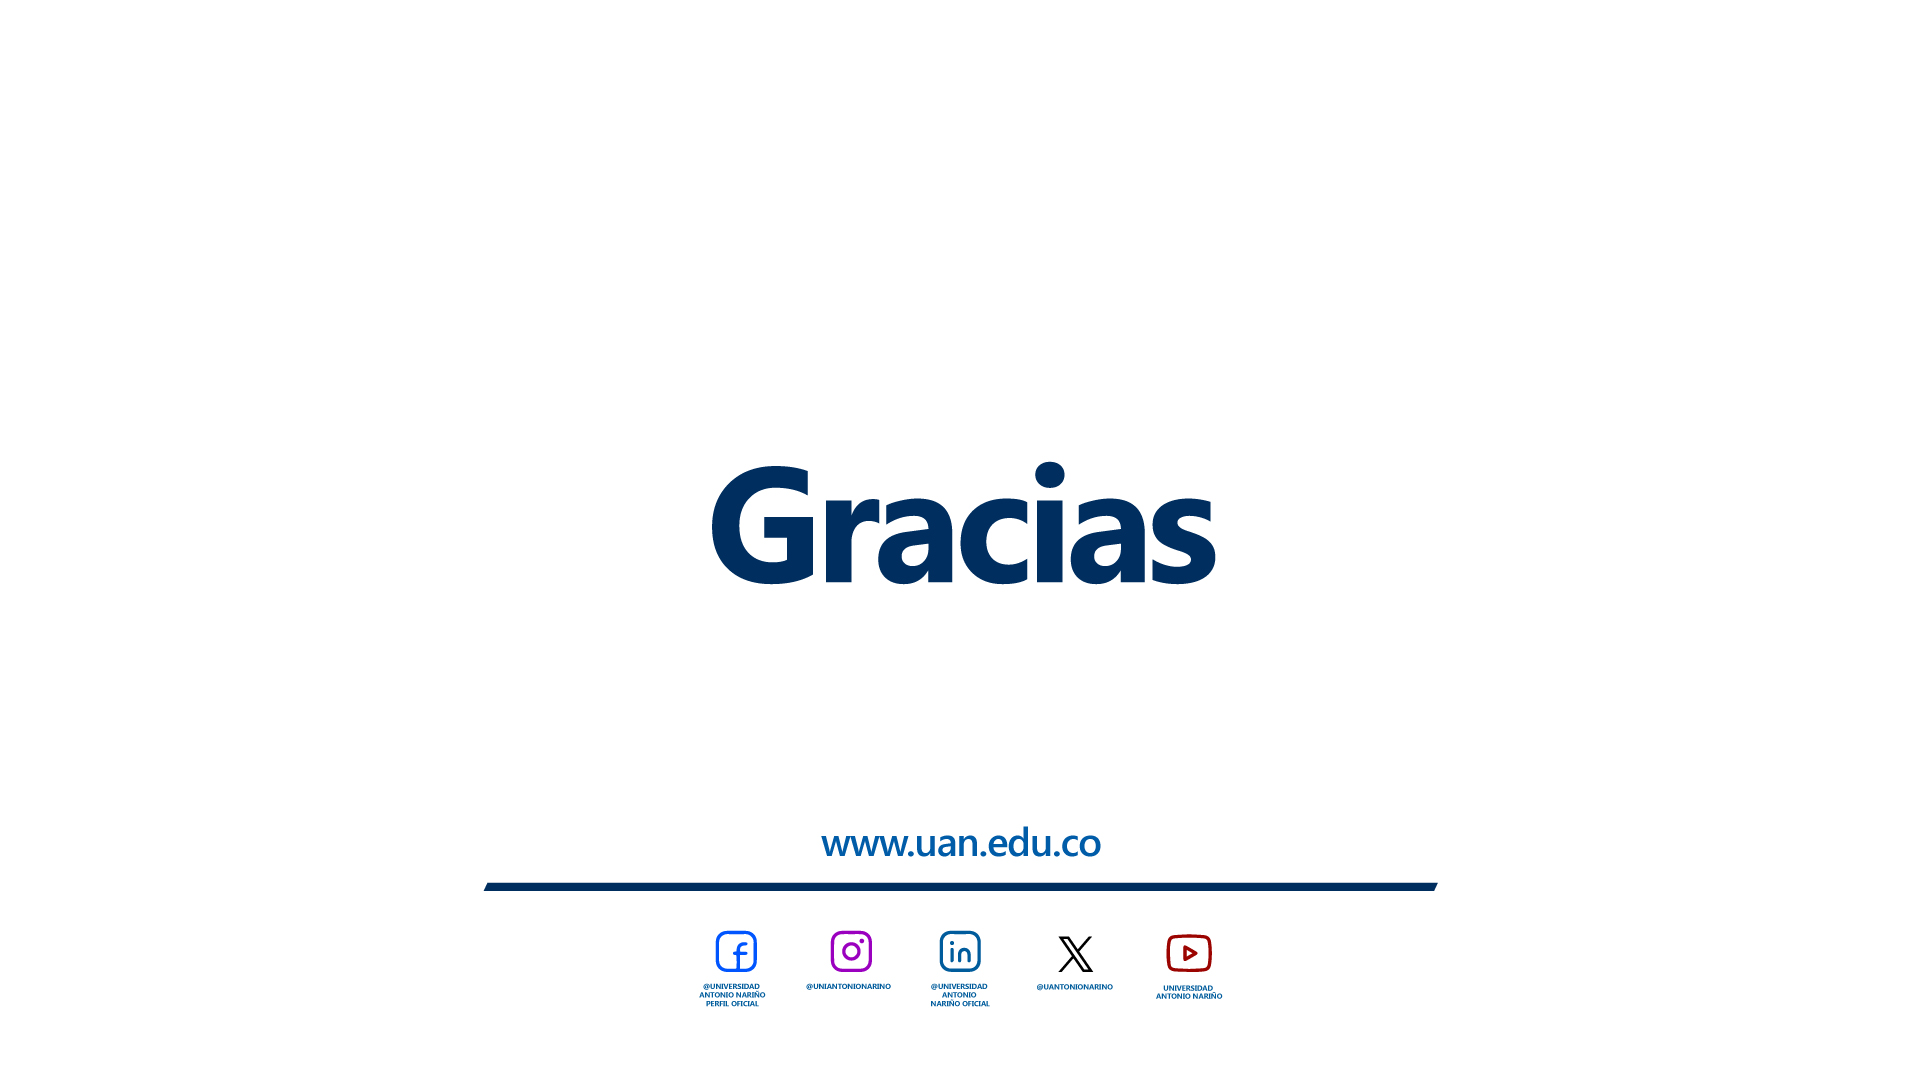 Gracias
www.uan.edu.co
@UNIVERSIDAD
ANTONIO NARIÑO
PERFIL OFICIAL
@UNIANTONIONARINO
@UNIVERSIDAD
ANTONIO
NARIÑO OFICIAL
@UANTONIONARINO
UNIVERSIDAD
ANTONIO NARIÑO